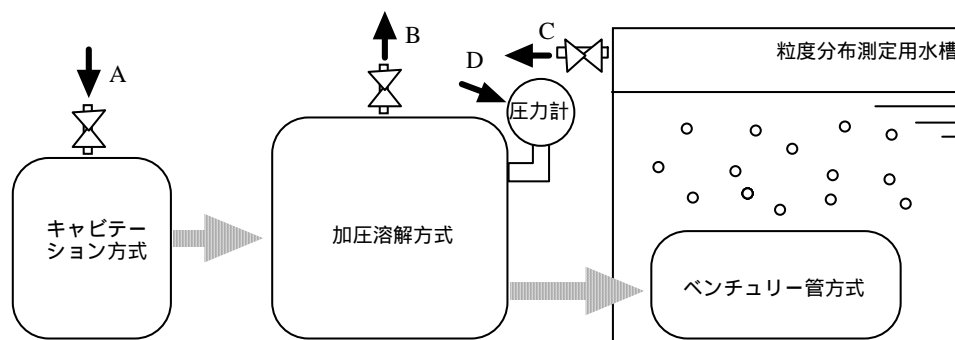 A
B
C
D
圧力計
粒度分布測定用水槽
キャビテー
ション方式
加圧溶解方式
ベンチュリー管方式